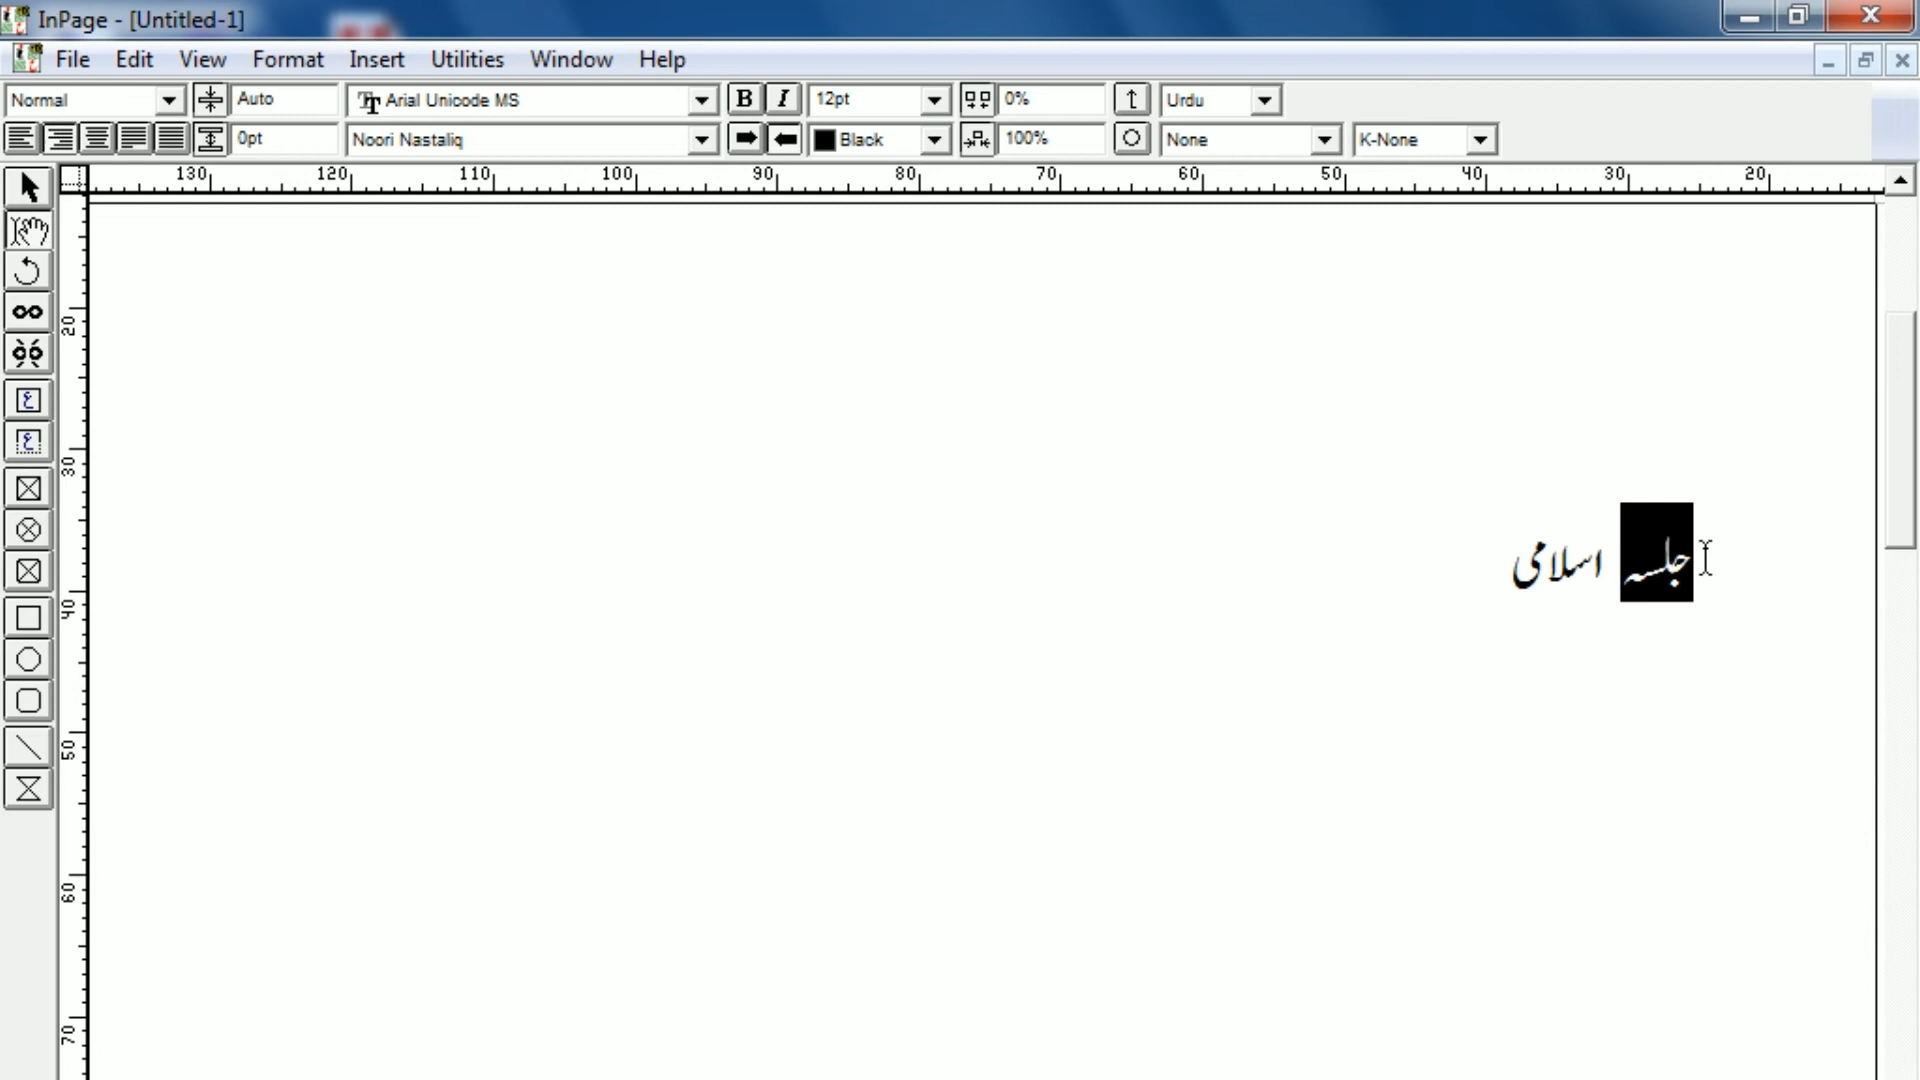 InPage - [Untitled-1]
File Edit View Format Insert Utilities Window Help
Normal Auto Arial Unicode MS B I 12pt 0% Urdu
0pt Noori Nastaliq Black 100% None K-None
130 120 110 100 90 80 70 60 50 40 30 20
20
30
جلسہ اسلامی
40
50
60
70